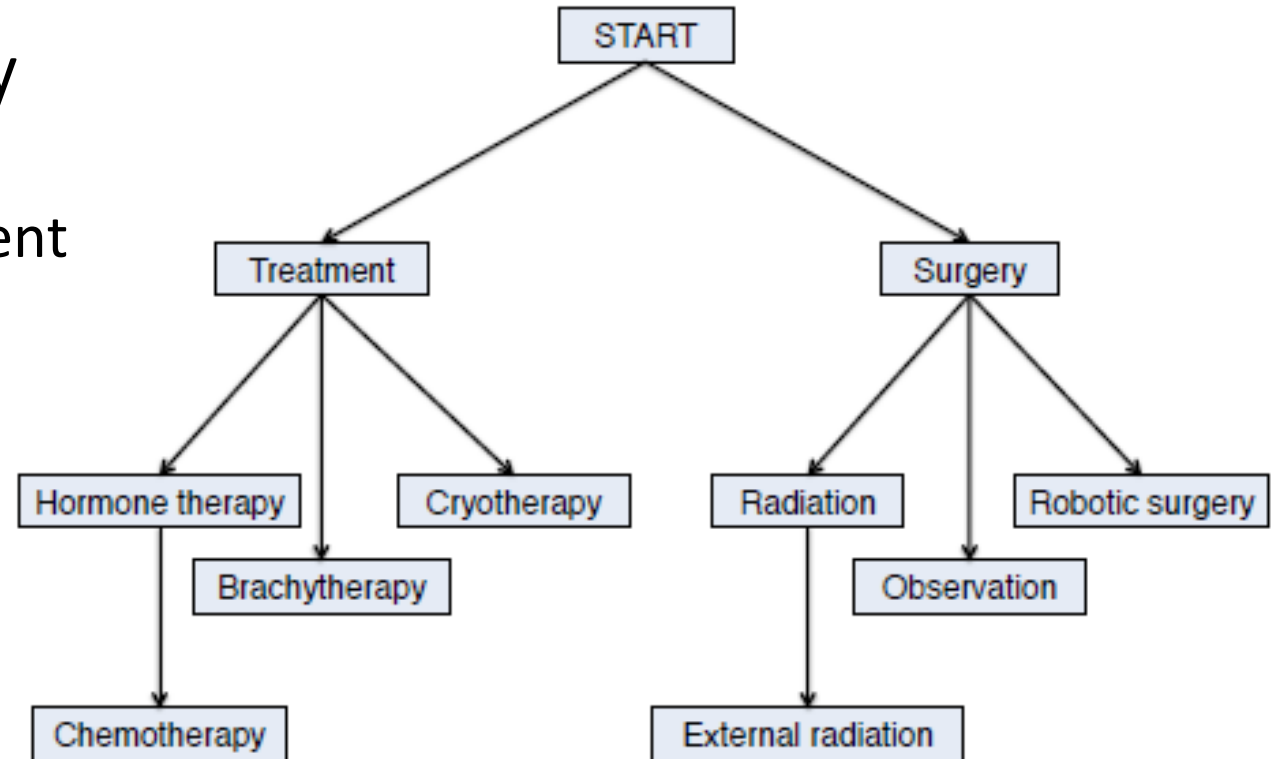 START
Treatment
Surgery
Hormone therapy
Cryotherapy
Radiation
Robotic surgery
Brachytherapy
Observation
Chemotherapy
External radiation